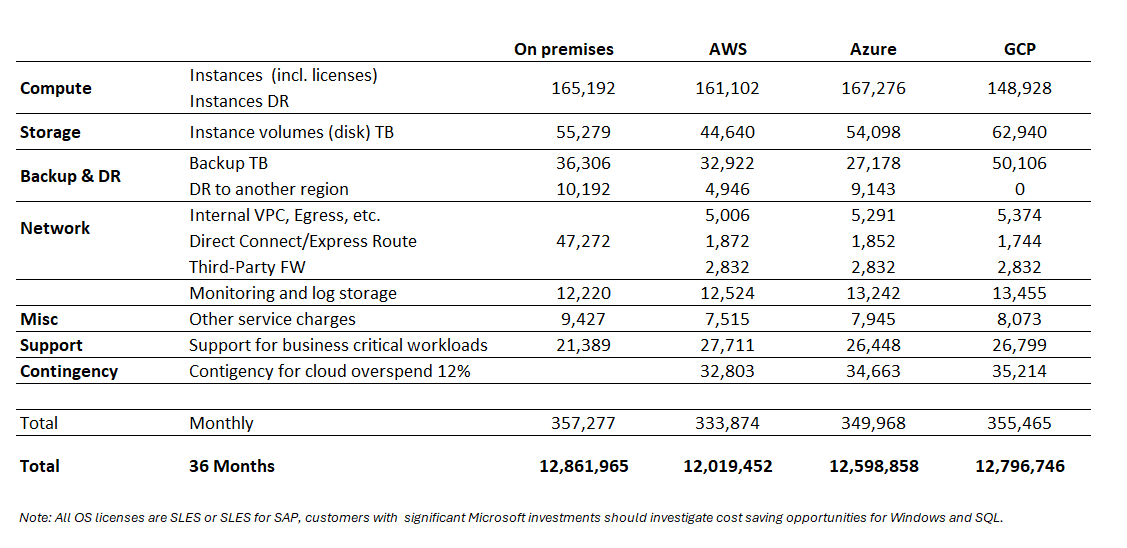 On premises AWS Azure GCP
Compute Instances (incl. licenses) 165,192 161,102 167,276 148,928
Instances DR
Storage Instance volumes (disk) TB 55,279 44,640 54,098 62,940
Backup & DR Backup TB 36,306 32,922 27,178 50,106
DR to another region 10,192 4,946 9,143 0
Network Internal VPC, Egress, etc. 5,006 5,291 5,374
Direct Connect/Express Route 47,272 1,872 1,852 1,744
Third-Party FW 2,832 2,832 2,832
Monitoring and log storage 12,220 12,524 13,242 13,455
Misc Other service charges 9,427 7,515 7,945 8,073
Support Support for business critical workloads 21,389 27,711 26,448 26,799
Contingency Contigency for cloud overspend 12% 32,803 34,663 35,214
Total Monthly 357,277 333,874 349,968 355,465
Total 36 Months 12,861,965 12,019,452 12,598,858 12,796,746
Note: All OS licenses are SLES or SLES for SAP, customers with significant Microsoft investments should investigate cost saving opportunities for Windows and SQL.